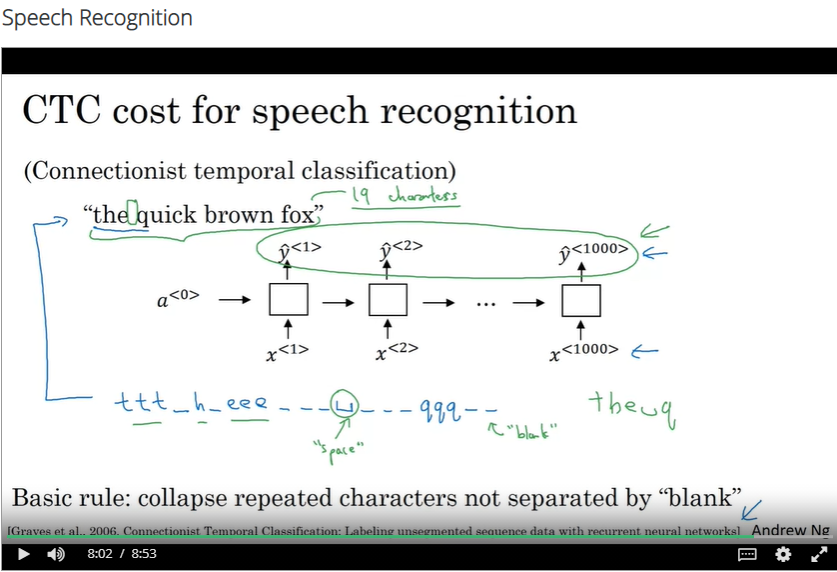 Speech Recognition
CTC cost for speech recognition
(Connectionist temporal classification)
19 characters
“the quick brown fox”
ŷ<1> ŷ<2> ŷ<1000>
a<0> ...
x<1> x<2> x<1000>
ttt_h_eee___␣___qqq__ the␣q
"space" "blank"
Basic rule: collapse repeated characters not separated by “blank”
[Graves et al., 2006. Connectionist Temporal Classification: Labeling unsegmented sequence data with recurrent neural networks] Andrew Ng
8:02 / 8:53